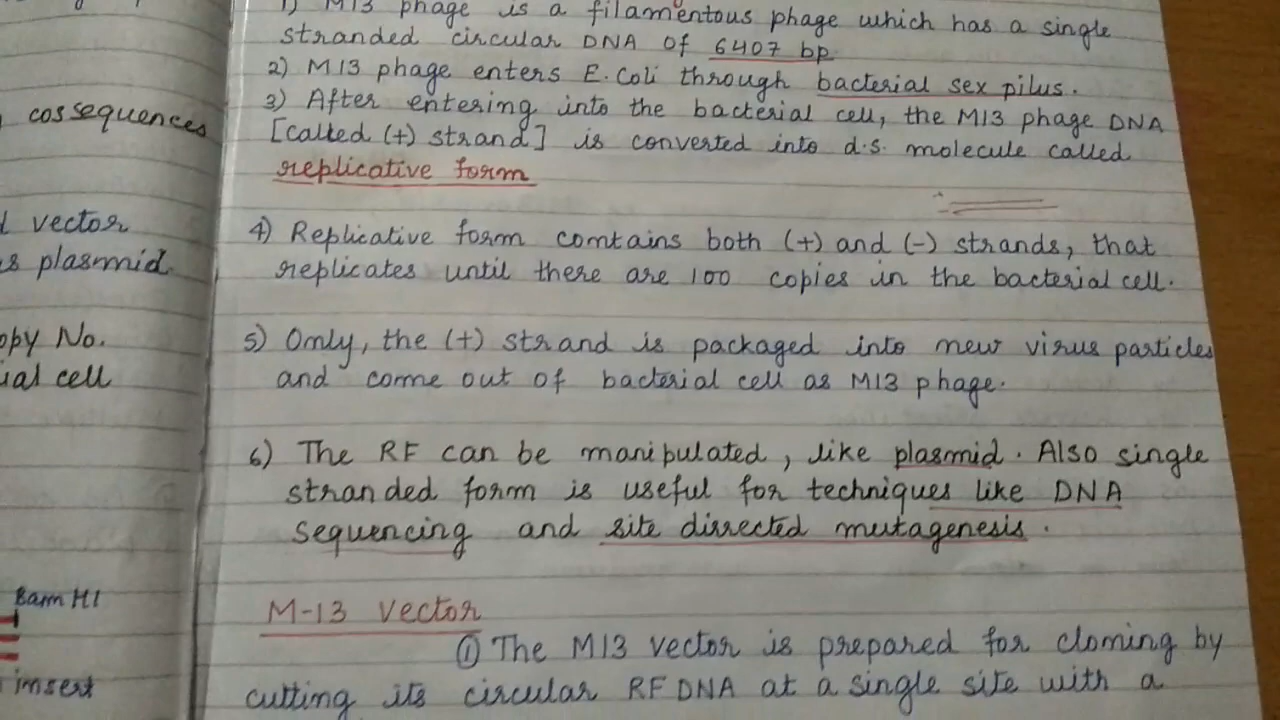 cossequences
vector
plasmid
opy No.
cell
Bam H1
insert
1) M13 phage is a filamentous phage which has a single
stranded circular DNA of 6407 bp
2) M13 phage enters E.Coli through bacterial sex pilus.
3) After entering into the bacterial cell, the M13 phage DNA
[called (+) strand] is converted into d.s. molecule called
replicative form
4) Replicative form contains both (+) and (-) strands, that
replicates until there are 100 copies in the bacterial cell.
5) Only, the (+) strand is packaged into new virus particles
and come out of bacterial cell as M13 phage.
6) The RF can be manipulated, like plasmid. Also single
stranded form is useful for techniques like DNA
Sequencing and site dirrected mutagenesis.
M-13 vector
① The M13 vector is prepared for cloning by
cutting its circular RF DNA at a single site with a